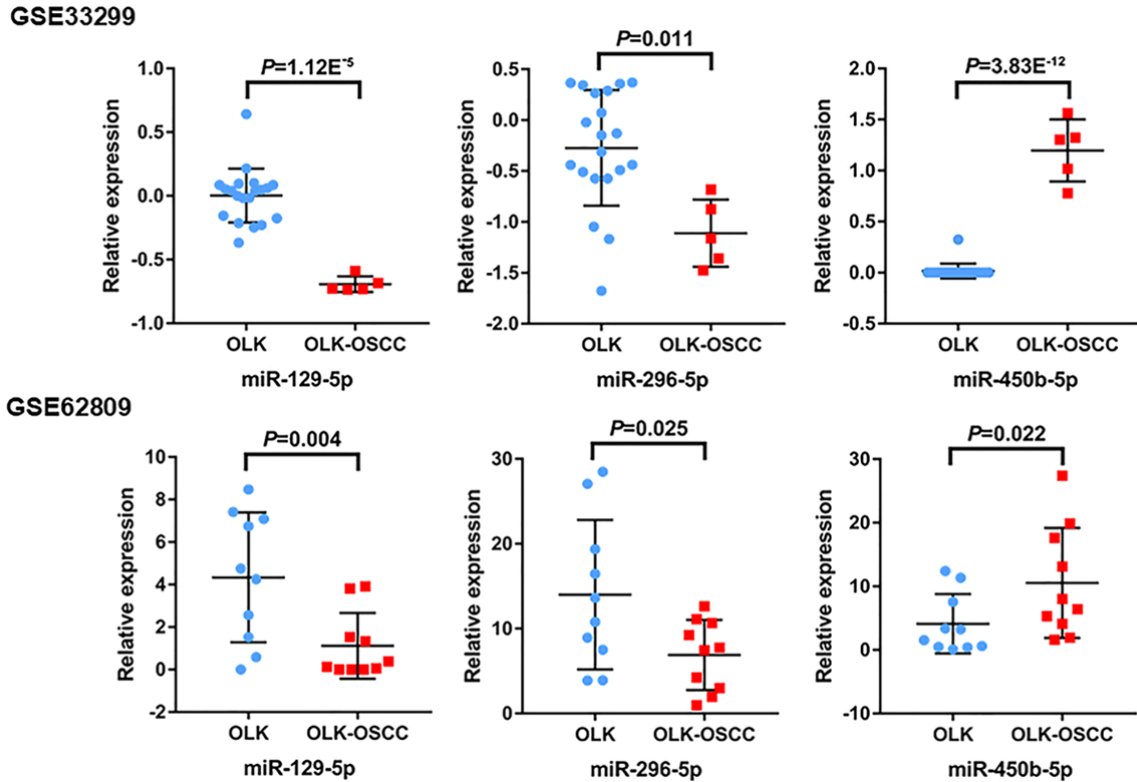 GSE33299
P=1.12E⁻⁵
Relative expression
1.0
0.5
0.0
-0.5
-1.0
OLK
OLK-OSCC
miR-129-5p
P=0.011
Relative expression
0.5
0.0
-0.5
-1.0
-1.5
-2.0
OLK
OLK-OSCC
miR-296-5p
P=3.83E⁻¹²
Relative expression
2.0
1.5
1.0
0.5
0.0
-0.5
OLK
OLK-OSCC
miR-450b-5p
GSE62809
P=0.004
Relative expression
10
8
6
4
2
0
-2
OLK
OLK-OSCC
miR-129-5p
P=0.025
Relative expression
30
20
10
0
OLK
OLK-OSCC
miR-296-5p
P=0.022
Relative expression
30
20
10
0
-10
OLK
OLK-OSCC
miR-450b-5p